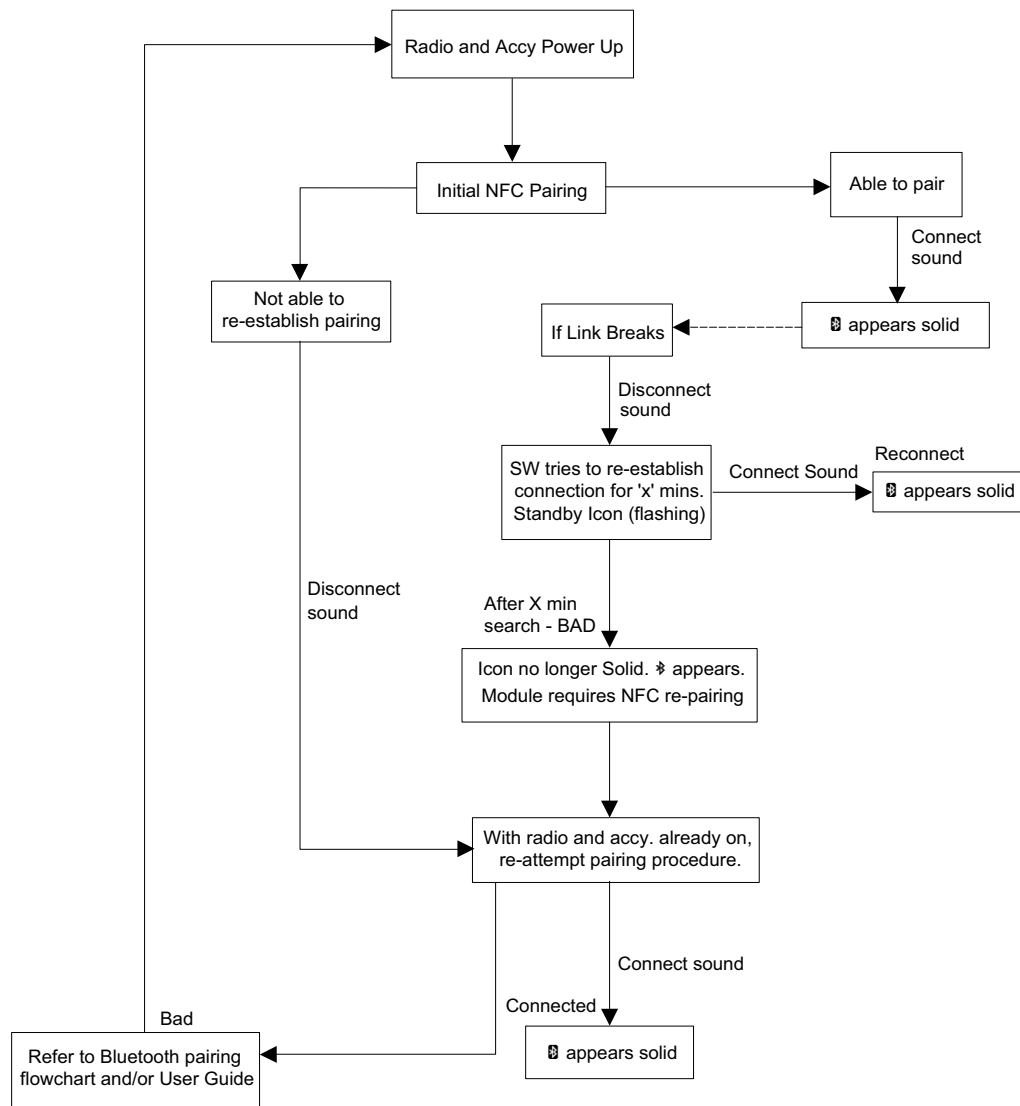 Radio and Accy Power Up
Initial NFC Pairing
Able to pair
Connect
sound
Not able to
re-establish pairing
If Link Breaks
appears solid
Disconnect
sound
SW tries to re-establish
connection for 'x' mins.
Standby Icon (flashing)
Connect Sound
Reconnect
appears solid
Disconnect
sound
After X min
search - BAD
Icon no longer Solid. appears.
Module requires NFC re-pairing
With radio and accy. already on,
re-attempt pairing procedure.
Connect sound
Connected
appears solid
Bad
Refer to Bluetooth pairing
flowchart and/or User Guide